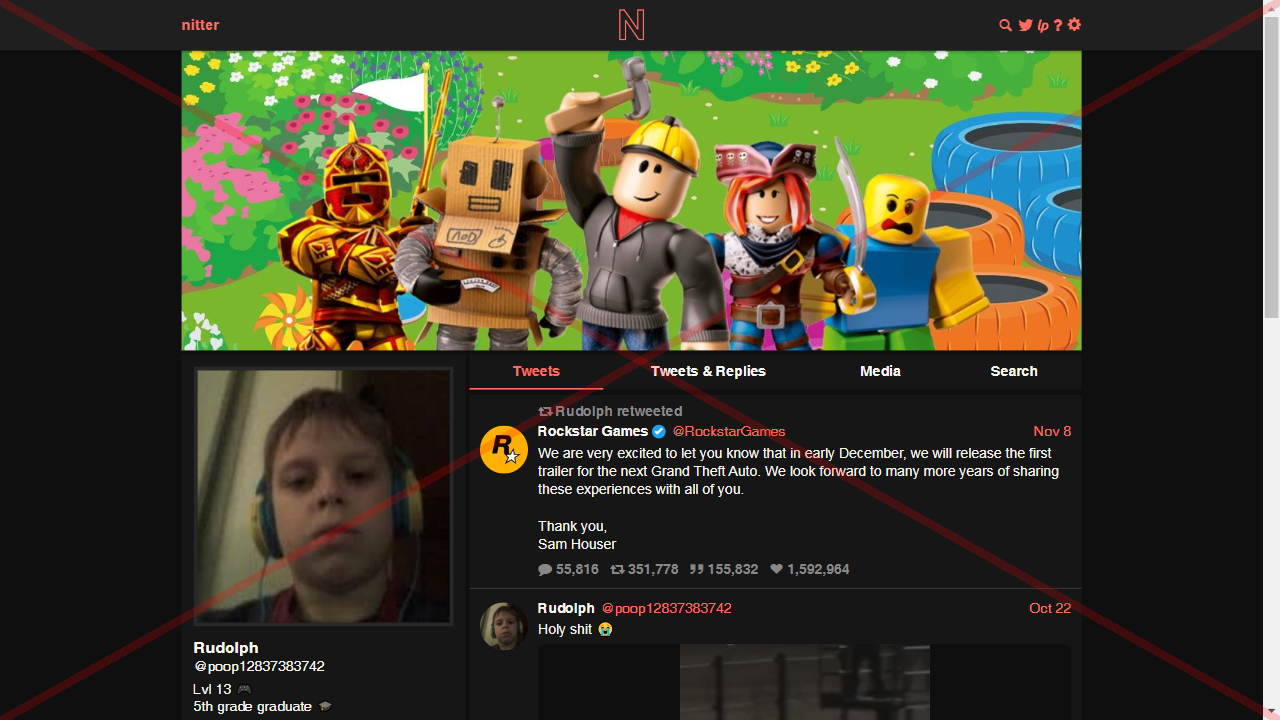 nitter
N
lp ?
Tweets
Tweets & Replies
Media
Search
Rudolph retweeted
Rockstar Games @RockstarGames Nov 8
We are very excited to let you know that in early December, we will release the first
trailer for the next Grand Theft Auto. We look forward to many more years of sharing
these experiences with all of you.
Thank you,
Sam Houser
55,816 351,778 155,832 1,592,964
Rudolph @poop12837383742 Oct 22
Holy shit 😭
Rudolph
@poop12837383742
Lvl 13 🎮
5th grade graduate 🎓